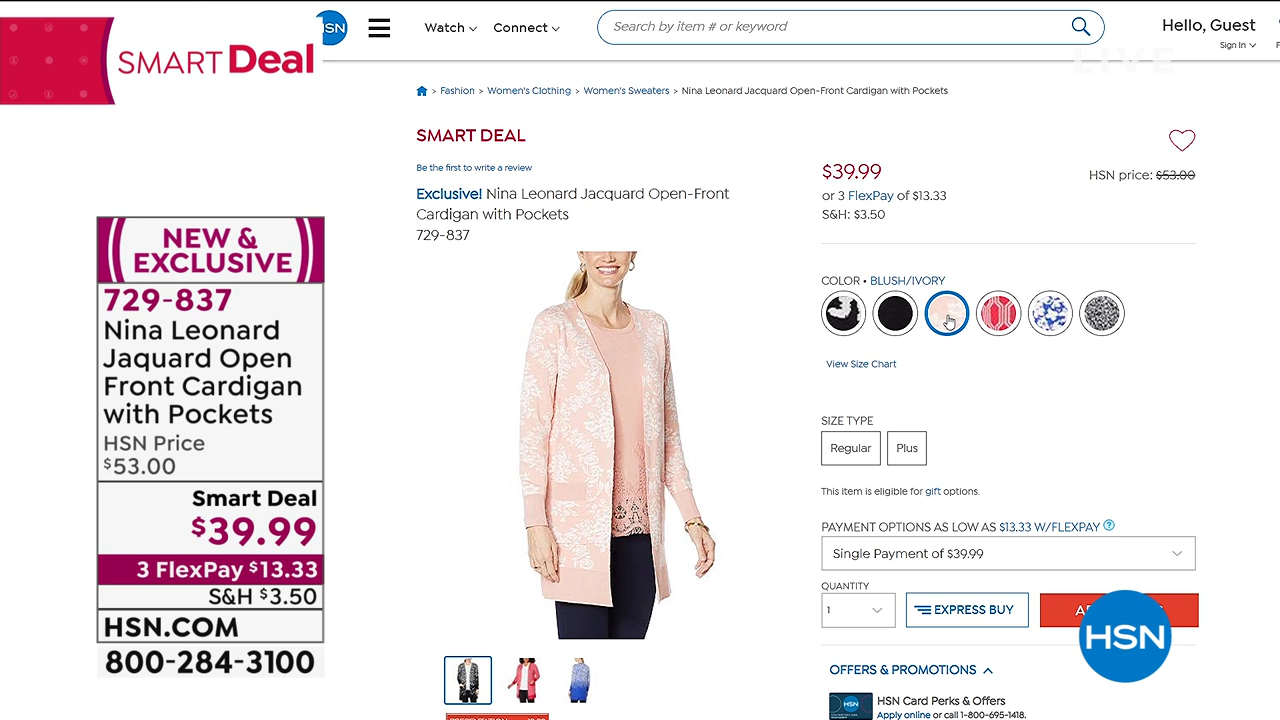 SMART Deal
HSN
Watch
Connect
Search by item # or keyword
Hello, Guest
Sign In
LIVE
> Fashion > Women's Clothing > Women's Sweaters > Nina Leonard Jacquard Open-Front Cardigan with Pockets
SMART DEAL
Be the first to write a review
Exclusive! Nina Leonard Jacquard Open-Front
Cardigan with Pockets
729-837
$39.99
HSN price: $53.00
or 3 FlexPay of $13.33
S&H: $3.50
COLOR • BLUSH/IVORY
View Size Chart
SIZE TYPE
Regular
Plus
This item is eligible for gift options.
PAYMENT OPTIONS AS LOW AS $13.33 W/FLEXPAY ?
Single Payment of $39.99
QUANTITY
1
EXPRESS BUY
HSN
OFFERS & PROMOTIONS
HSN
HSN Card Perks & Offers
Apply online or call 1-800-695-1418.
NEW &
EXCLUSIVE
729-837
Nina Leonard
Jaquard Open
Front Cardigan
with Pockets
HSN Price
$53.00
Smart Deal
$39.99
3 FlexPay $13.33
S&H $3.50
HSN.COM
800-284-3100